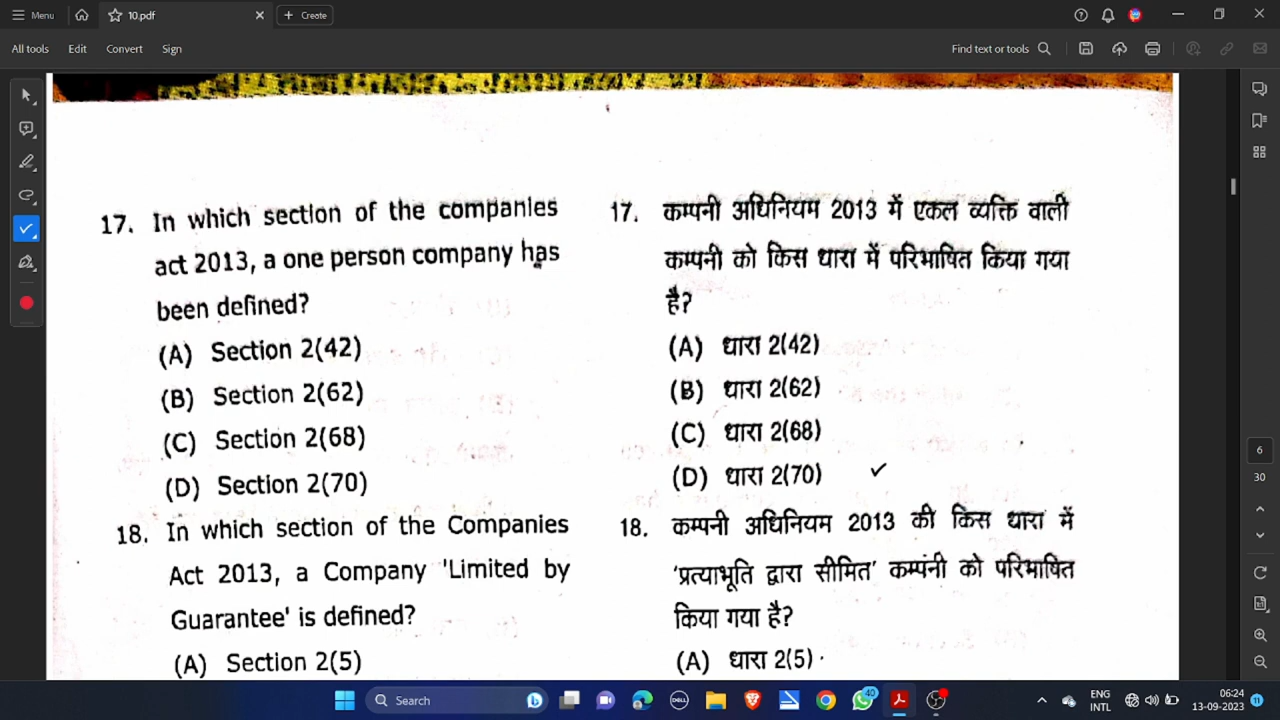 Menu
10.pdf
Create
All tools
Edit
Convert
Sign
Find text or tools
17. In which section of the companies
act 2013, a one person company has
been defined?
(A) Section 2(42)
(B) Section 2(62)
(C) Section 2(68)
(D) Section 2(70)
18. In which section of the Companies
Act 2013, a Company 'Limited by
Guarantee' is defined?
(A) Section 2(5)
17. कम्पनी अधिनियम 2013 में एकल व्यक्ति वाली
कम्पनी को किस धारा में परिभाषित किया गया
है?
(A) धारा 2(42)
(B) धारा 2(62)
(C) धारा 2(68)
(D) धारा 2(70)
18. कम्पनी अधिनियम 2013 की किस धारा में
'प्रत्याभूति द्वारा सीमित' कम्पंनी को परिभाषित
किया गया है?
(A) धारा 2(5)
6
30
Search
DELL
40
ENG
INTL
06:24
13-09-2023